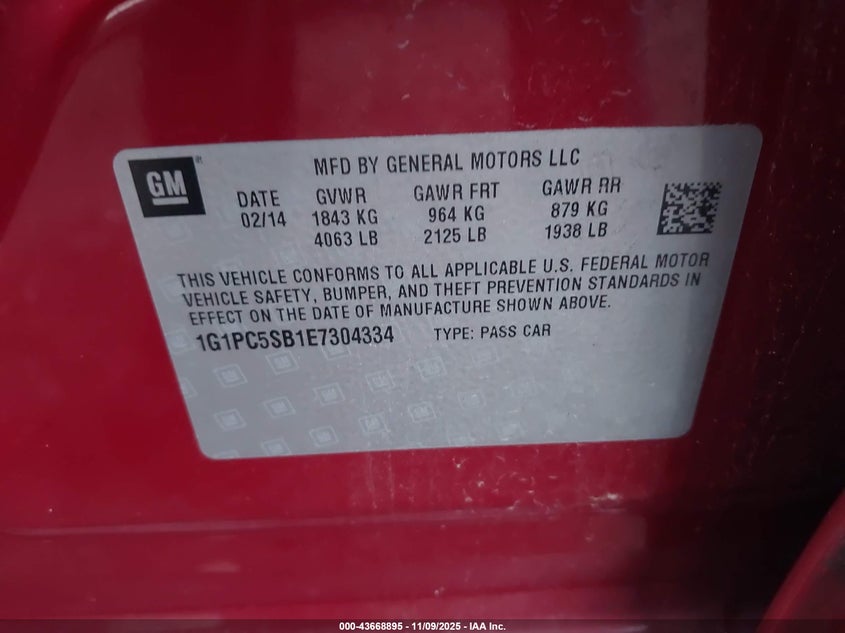 GM
MFD BY GENERAL MOTORS LLC
DATE GVWR GAWR FRT GAWR RR
02/14 1843 KG 964 KG 879 KG
4063 LB 2125 LB 1938 LB
THIS VEHICLE CONFORMS TO ALL APPLICABLE U.S. FEDERAL MOTOR
VEHICLE SAFETY, BUMPER, AND THEFT PREVENTION STANDARDS IN
EFFECT ON THE DATE OF MANUFACTURE SHOWN ABOVE.
1G1PC5SB1E7304334 TYPE: PASS CAR
000-43668895 - 11/09/2025 - IAA Inc.